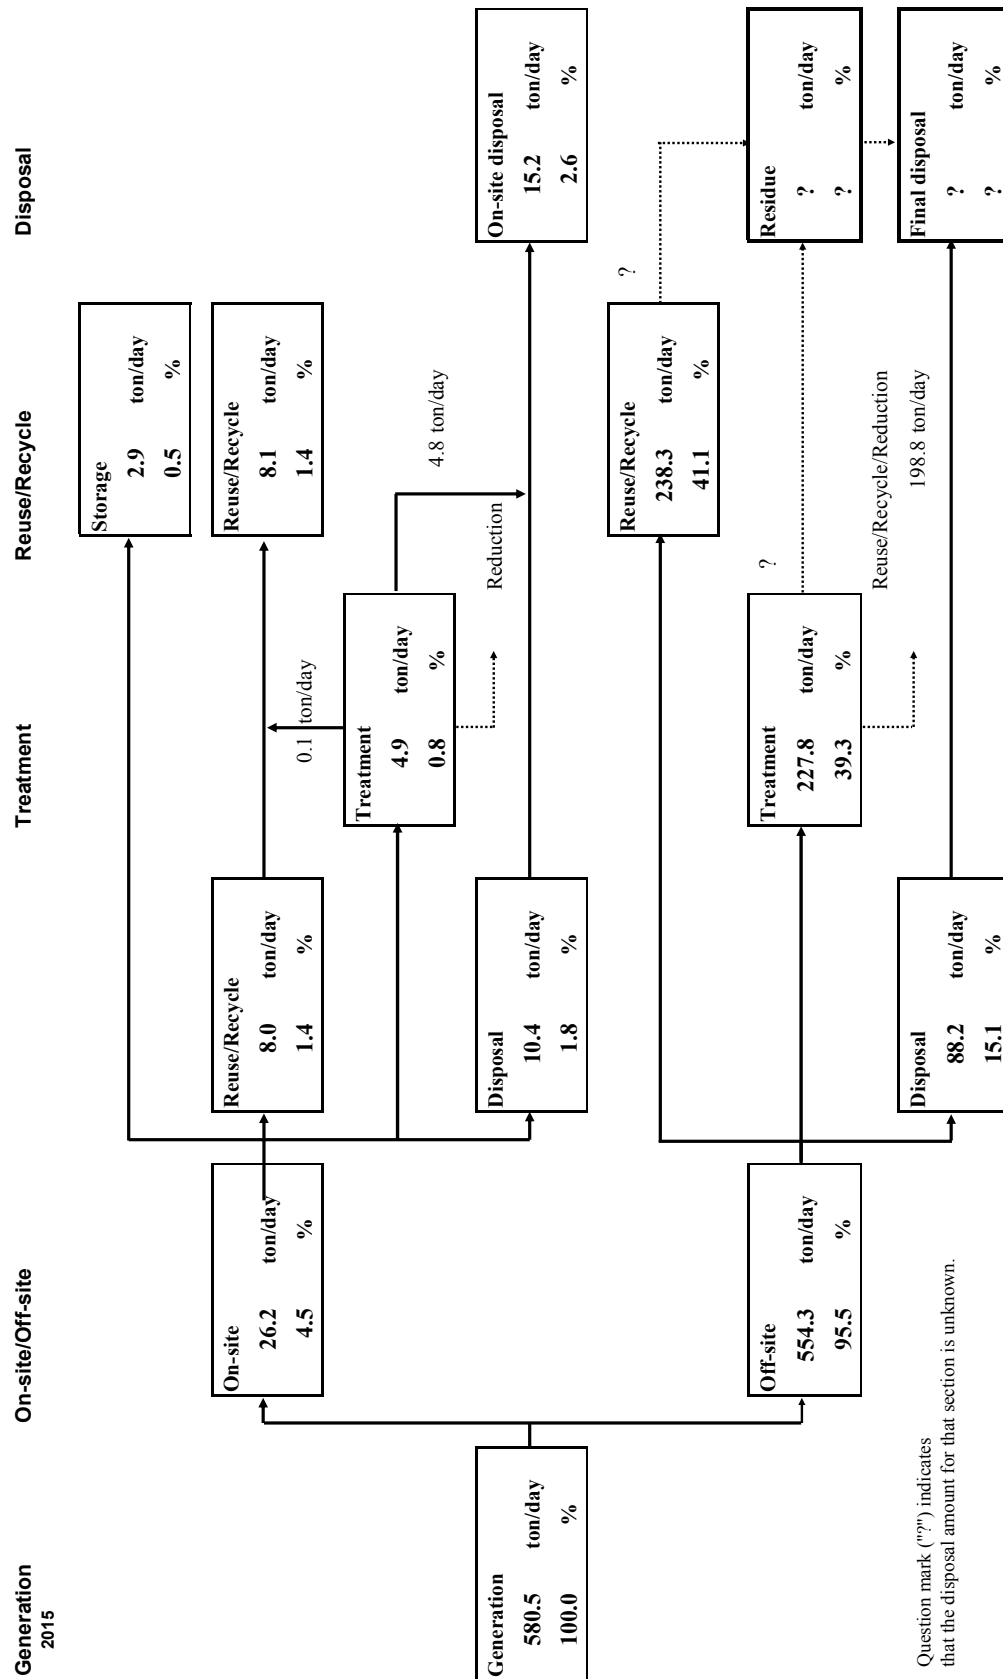 Generation
2015
On-site/Off-site
Treatment
Reuse/Recycle
Disposal
Generation
580.5 ton/day
100.0 %
On-site
26.2 ton/day
4.5 %
Off-site
554.3 ton/day
95.5 %
Storage
2.9 ton/day
0.5 %
Reuse/Recycle
8.0 ton/day
1.4 %
Reuse/Recycle
8.1 ton/day
1.4 %
0.1 ton/day
Treatment
4.9 ton/day
0.8 %
4.8 ton/day
Reduction
Disposal
10.4 ton/day
1.8 %
On-site disposal
15.2 ton/day
2.6 %
Reuse/Recycle
238.3 ton/day
41.1 %
?
Treatment
227.8 ton/day
39.3 %
?
Residue
? ton/day
? %
Reuse/Recycle/Reduction
198.8 ton/day
Disposal
88.2 ton/day
15.1 %
Final disposal
? ton/day
? %
Question mark ("?") indicates
that the disposal amount for that section is unknown.